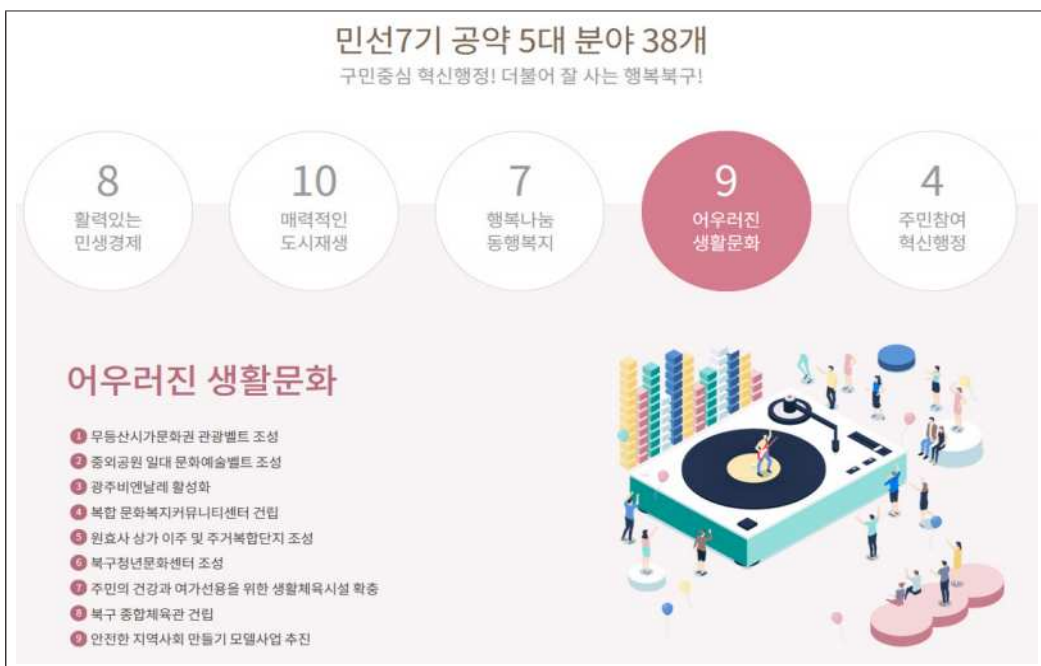 민선7기 공약 5대 분야 38개
구민중심 혁신행정! 더불어 잘 사는 행복북구!
8
활력있는
민생경제
10
매력적인
도시재생
7
행복나눔
동행복지
9
어우러진
생활문화
4
주민참여
혁신행정
어우러진 생활문화
1 무등산시가문화권 관광벨트 조성
2 중외공원 일대 문화예술벨트 조성
3 광주비엔날레 활성화
4 복합 문화복지커뮤니티센터 건립
5 원효사 상가 이주 및 주거복합단지 조성
6 북구청년문화센터 조성
7 주민의 건강과 여가선용을 위한 생활체육시설 확충
8 북구 종합체육관 건립
9 안전한 지역사회 만들기 모델사업 추진